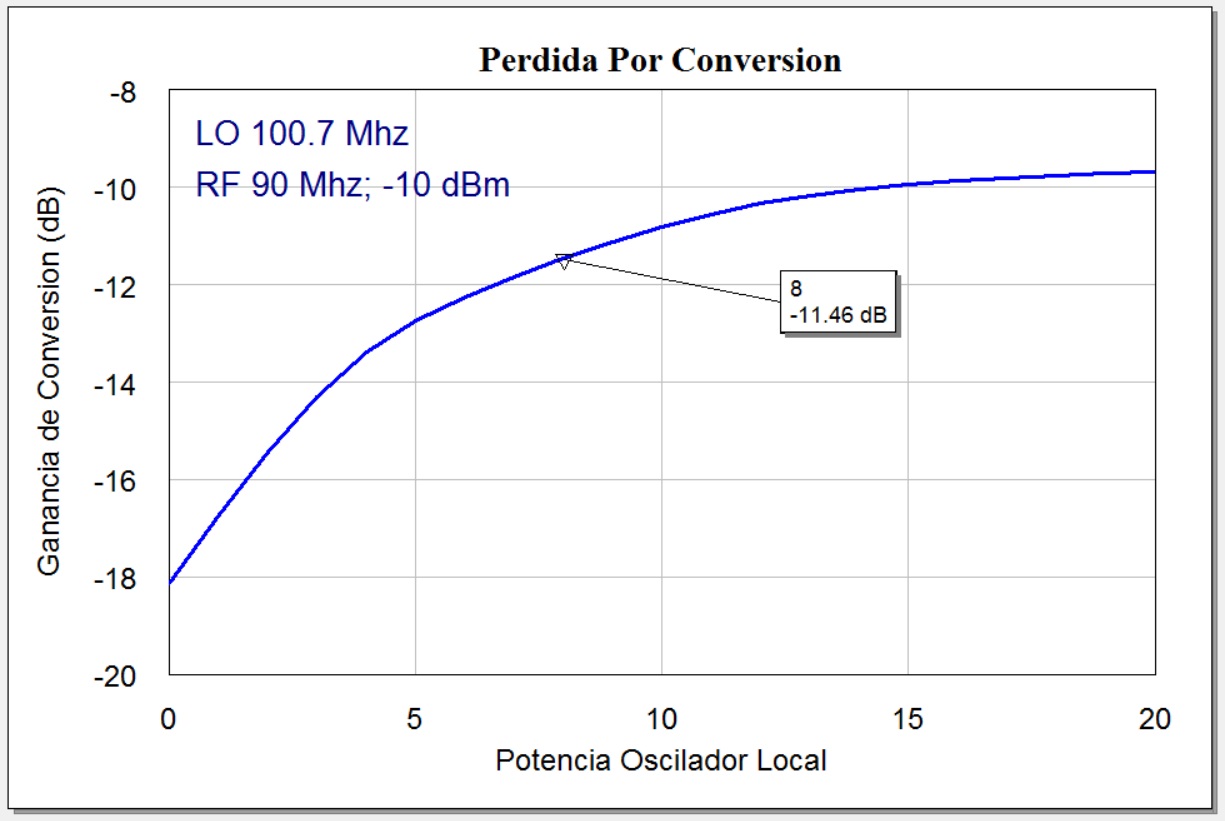 Perdida Por Conversion
LO 100.7 Mhz
RF 90 Mhz; -10 dBm
Ganancia de Conversion (dB)
-8
-10
-12
-14
-16
-18
-20
8
-11.46 dB
0 5 10 15 20
Potencia Oscilador Local